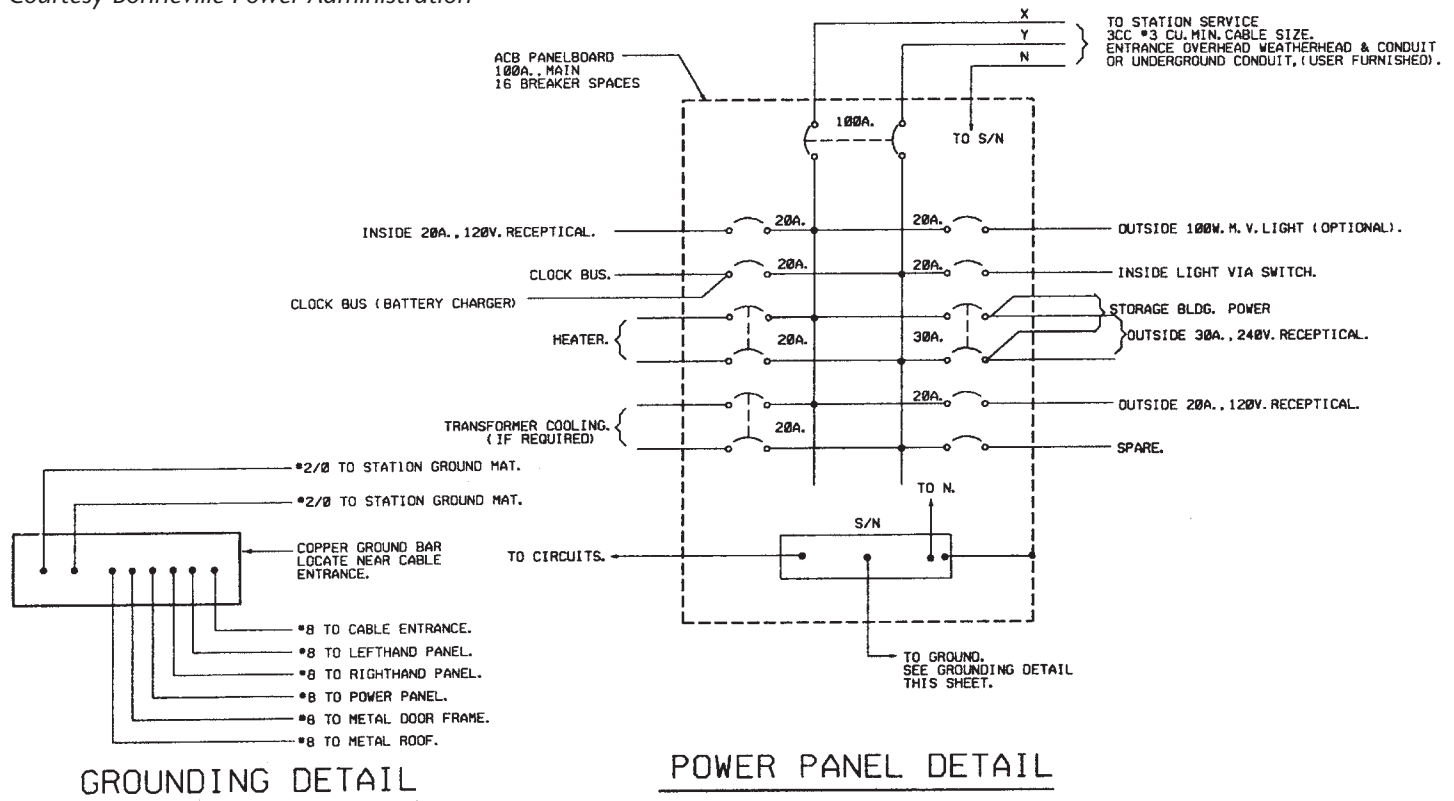 Courtesy Bonneville Power Administration
X
Y
N
TO STATION SERVICE
3CC #3 CU. MIN. CABLE SIZE.
ENTRANCE OVERHEAD WEATHERHEAD & CONDUIT
OR UNDERGROUND CONDUIT, (USER FURNISHED).
ACB PANELBOARD
100A., MAIN
16 BREAKER SPACES
100A.
TO S/N
INSIDE 20A., 120V. RECEPTICAL.
20A.
20A.
OUTSIDE 100W. M. V. LIGHT (OPTIONAL).
CLOCK BUS.
20A.
20A.
INSIDE LIGHT VIA SWITCH.
CLOCK BUS (BATTERY CHARGER)
STORAGE BLDG. POWER
HEATER.
20A.
30A.
OUTSIDE 30A., 240V. RECEPTICAL.
20A.
OUTSIDE 20A., 120V. RECEPTICAL.
TRANSFORMER COOLING.
(IF REQUIRED)
20A.
SPARE.
#2/0 TO STATION GROUND MAT.
#2/0 TO STATION GROUND MAT.
TO N.
S/N
COPPER GROUND BAR
LOCATE NEAR CABLE
ENTRANCE.
TO CIRCUITS.
#8 TO CABLE ENTRANCE.
#8 TO LEFTHAND PANEL.
#8 TO RIGHTHAND PANEL.
#8 TO POWER PANEL.
#8 TO METAL DOOR FRAME.
#8 TO METAL ROOF.
TO GROUND.
SEE GROUNDING DETAIL
THIS SHEET.
GROUNDING DETAIL
POWER PANEL DETAIL